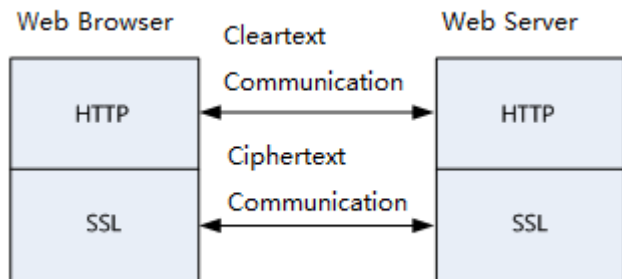 Web Browser
Web Server
Cleartext
Communication
HTTP
HTTP
Ciphertext
Communication
SSL
SSL